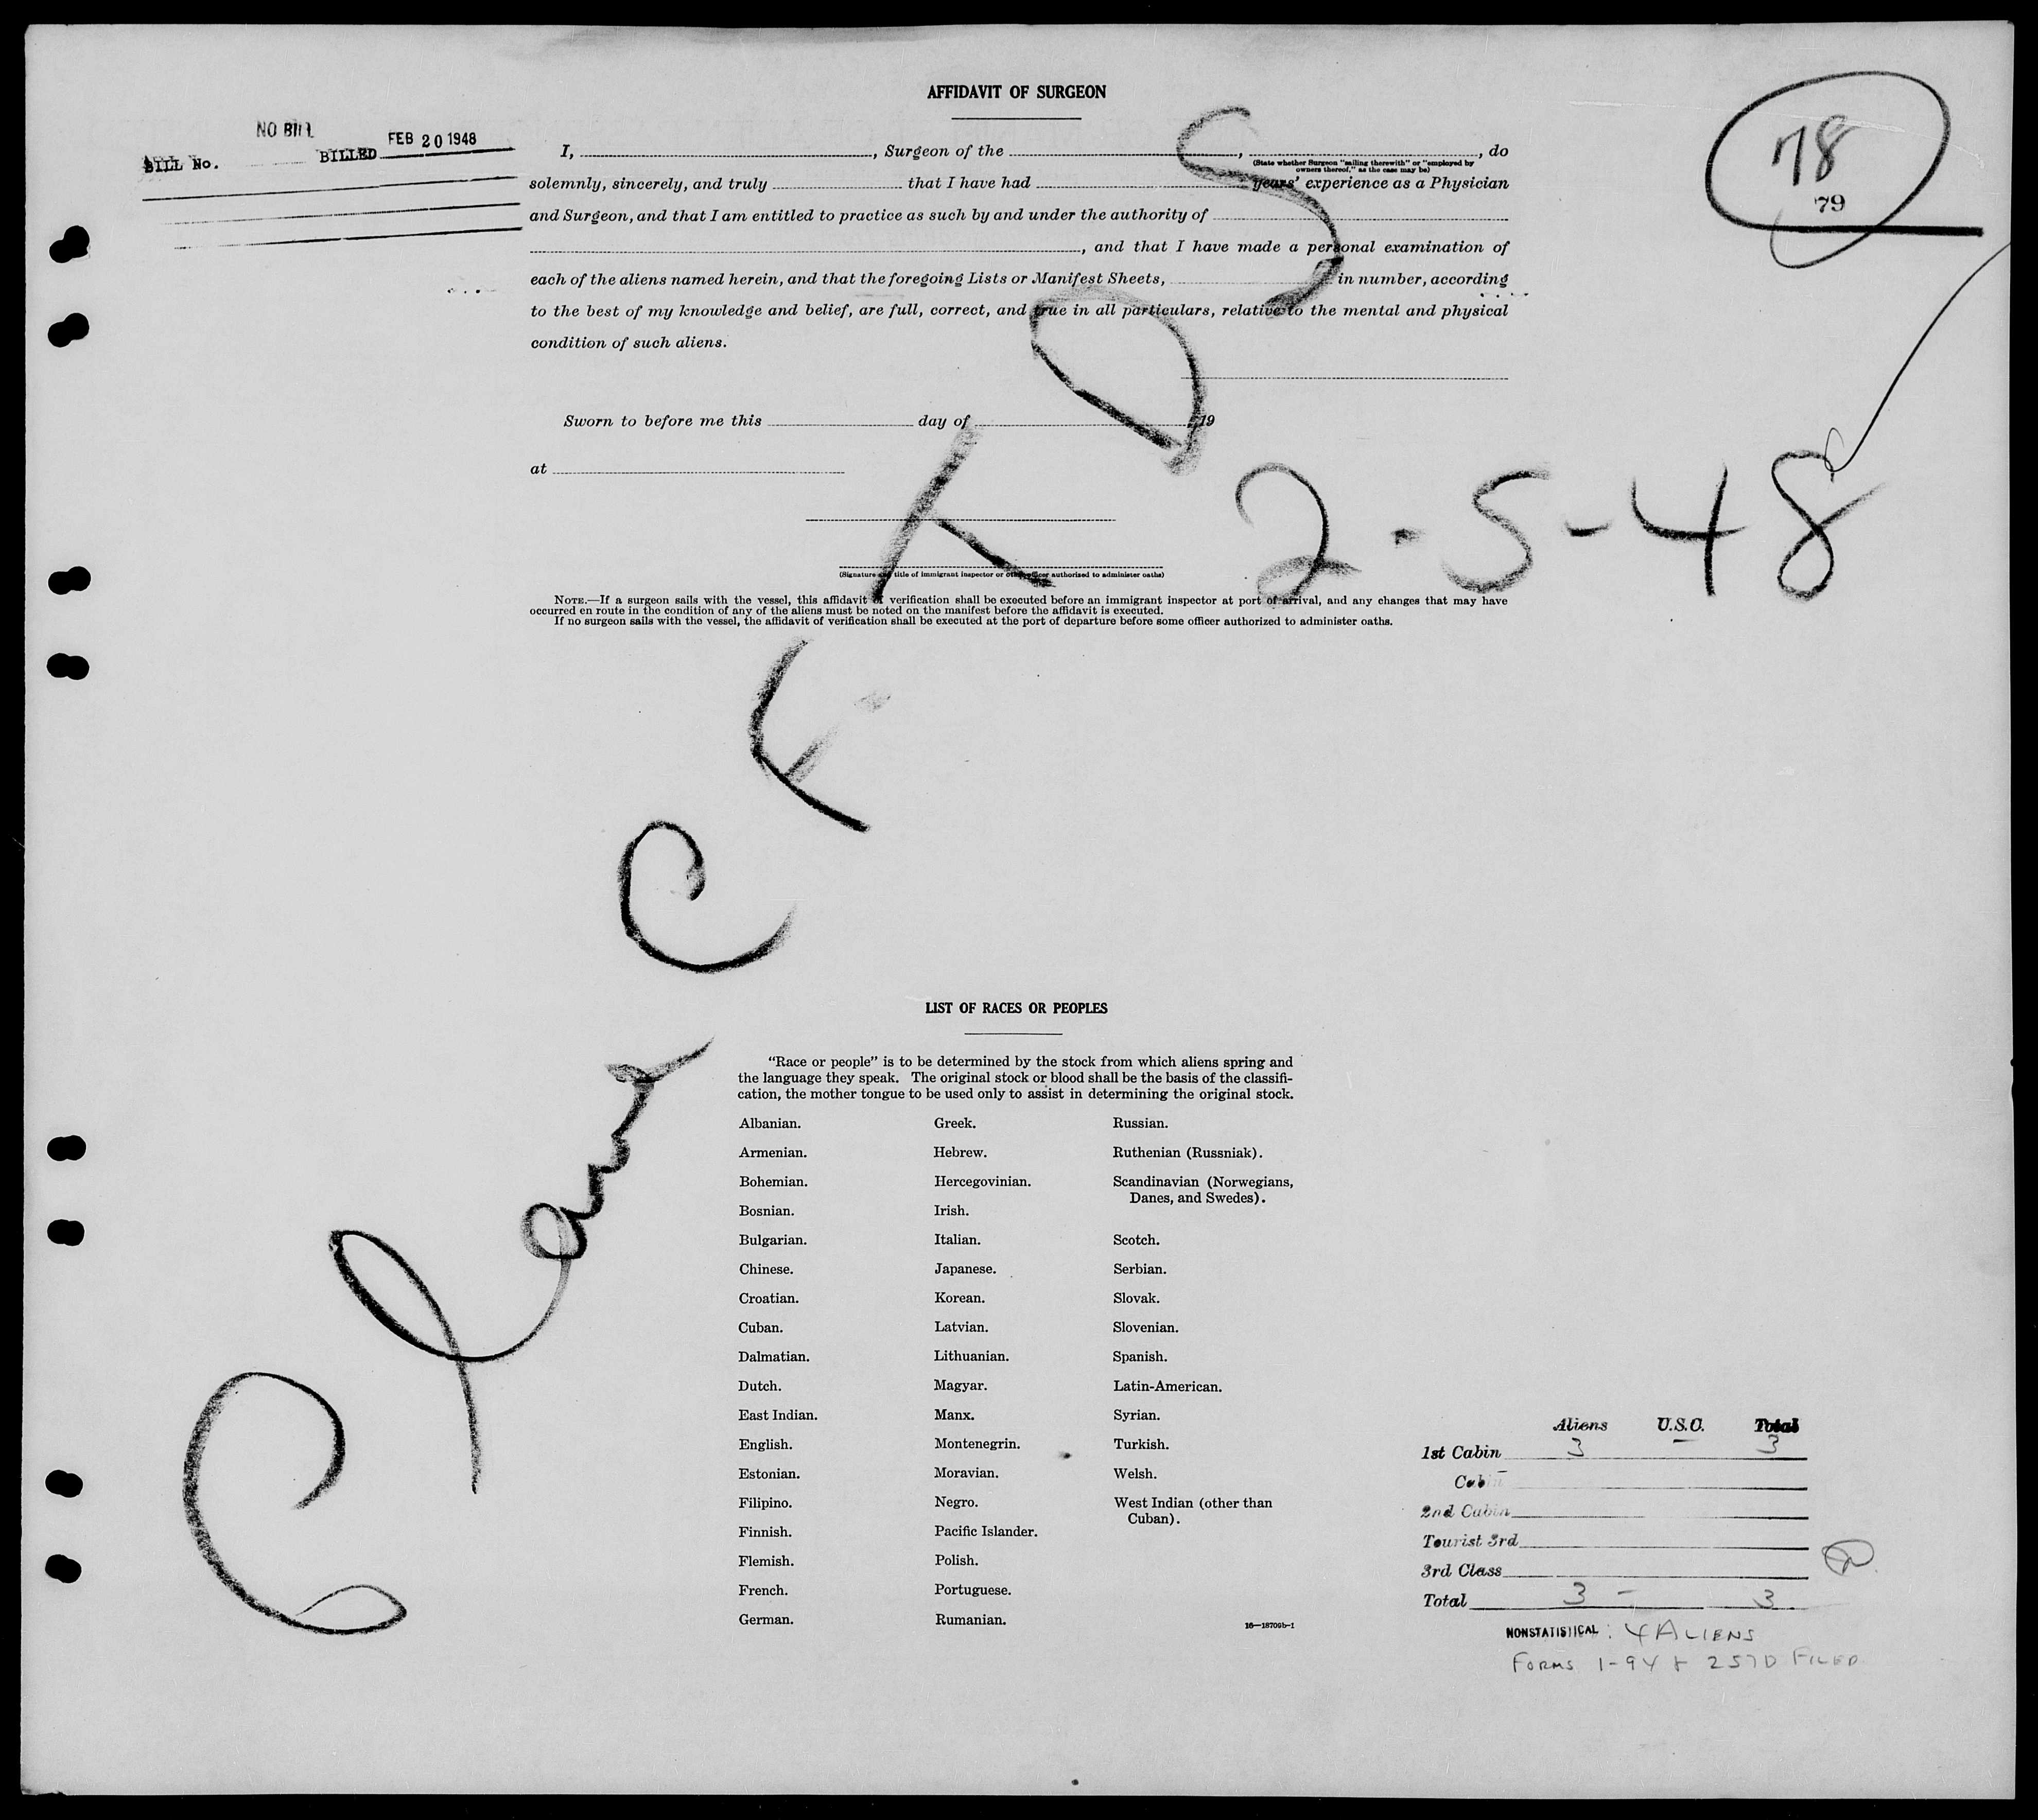 AFFIDAVIT OF SURGEON
NO BILL
BILL No. BILLED FEB 20 1948
78
79
I, , Surgeon of the , , do
(State whether Surgeon "sailing therewith" or "employed by owners thereof," as the case may be)
solemnly, sincerely, and truly that I have had years' experience as a Physician
and Surgeon, and that I am entitled to practice as such by and under the authority of
, and that I have made a personal examination of
each of the aliens named herein, and that the foregoing Lists or Manifest Sheets, in number, according
to the best of my knowledge and belief, are full, correct, and true in all particulars, relative to the mental and physical
condition of such aliens.
Sworn to before me this day of , 19
at
2-5-48
(Signature and title of immigrant inspector or other officer authorized to administer oaths)
NOTE.—If a surgeon sails with the vessel, this affidavit of verification shall be executed before an immigrant inspector at port of arrival, and any changes that may have
occurred en route in the condition of any of the aliens must be noted on the manifest before the affidavit is executed.
If no surgeon sails with the vessel, the affidavit of verification shall be executed at the port of departure before some officer authorized to administer oaths.
LIST OF RACES OR PEOPLES
"Race or people" is to be determined by the stock from which aliens spring and
the language they speak. The original stock or blood shall be the basis of the classifi-
cation, the mother tongue to be used only to assist in determining the original stock.
Albanian.
Armenian.
Bohemian.
Bosnian.
Bulgarian.
Chinese.
Croatian.
Cuban.
Dalmatian.
Dutch.
East Indian.
English.
Estonian.
Filipino.
Finnish.
Flemish.
French.
German.
Greek.
Hebrew.
Hercegovinian.
Irish.
Italian.
Japanese.
Korean.
Latvian.
Lithuanian.
Magyar.
Manx.
Montenegrin.
Moravian.
Negro.
Pacific Islander.
Polish.
Portuguese.
Rumanian.
Russian.
Ruthenian (Russniak).
Scandinavian (Norwegians,
Danes, and Swedes).
Scotch.
Serbian.
Slovak.
Slovenian.
Spanish.
Latin-American.
Syrian.
Turkish.
Welsh.
West Indian (other than
Cuban).
16—18709b-1
Aliens U.S.C. Total
1st Cabin 3 — 3
Cabin
2nd Cabin
Tourist 3rd
3rd Class
Total 3 — 3
NONSTATISTICAL : 4 ALIENS
FORMS I-94 + 257D FILED